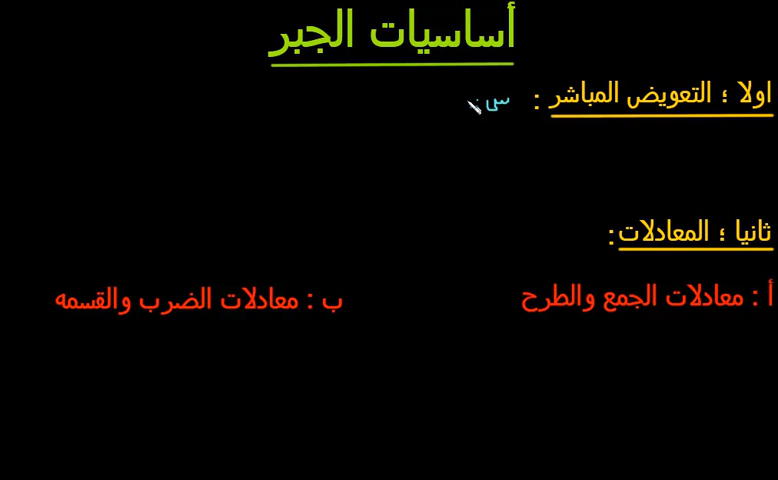 أساسيات الجبر
اولا ؛ التعويض المباشر :
س
ثانيا ؛ المعادلات :
أ : معادلات الجمع والطرح
ب : معادلات الضرب والقسمه